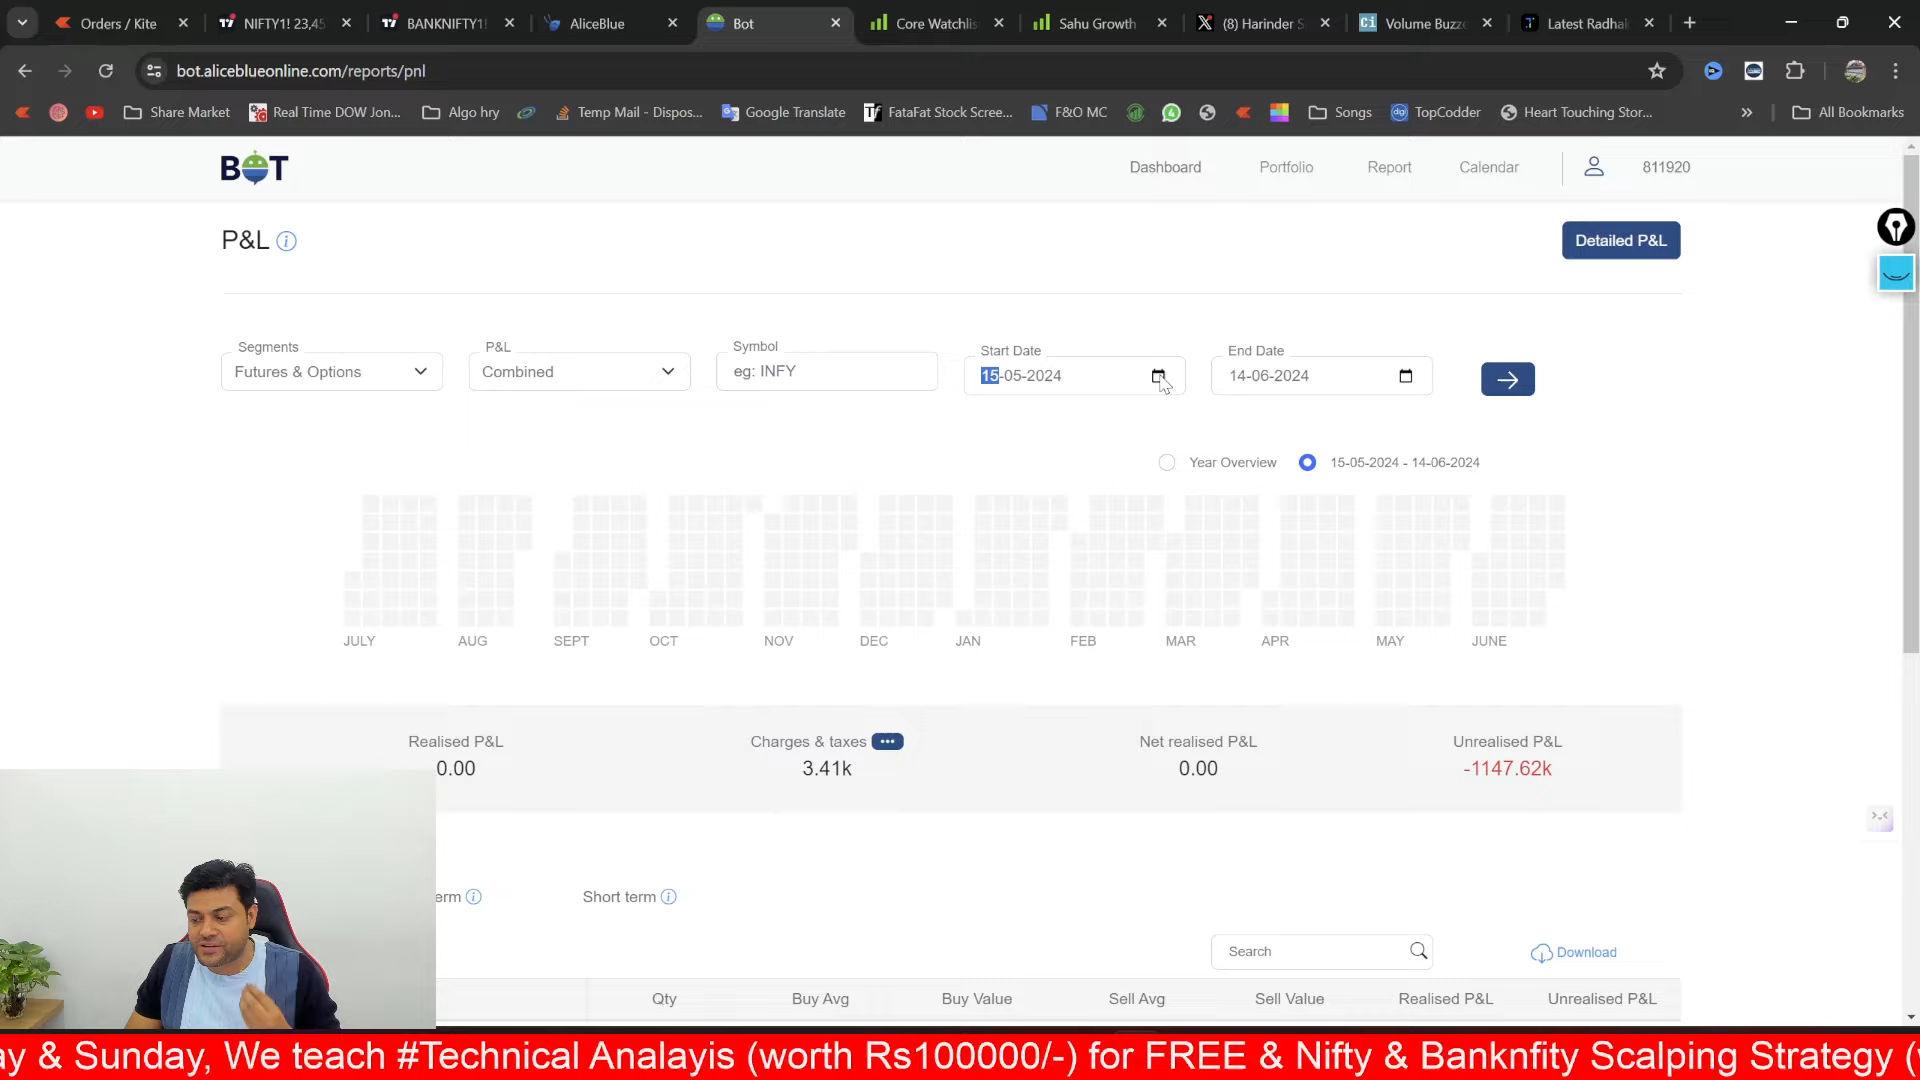 Orders / Kite
NIFTY1! 23,45
BANKNIFTY1!
AliceBlue
Bot
Core Watchlis
Sahu Growth
(8) Harinder S
Ci Volume Buzze
Latest Radhak
bot.aliceblueonline.com/reports/pnl
Share Market
Real Time DOW Jon...
Algo hry
Temp Mail - Dispos...
Google Translate
Tf FataFat Stock Scree...
F&O MC
Songs
TopCodder
Heart Touching Stor...
All Bookmarks
BOT
Dashboard
Portfolio
Report
Calendar
811920
P&L
Detailed P&L
Segments
Futures & Options
P&L
Combined
Symbol
eg: INFY
Start Date
15-05-2024
End Date
14-06-2024
Year Overview
15-05-2024 - 14-06-2024
JULY AUG SEPT OCT NOV DEC JAN FEB MAR APR MAY JUNE
Realised P&L
0.00
Charges & taxes
3.41k
Net realised P&L
0.00
Unrealised P&L
-1147.62k
erm
Short term
Search
Download
Qty Buy Avg Buy Value Sell Avg Sell Value Realised P&L Unrealised P&L
ay & Sunday, We teach #Technical Analayis (worth Rs100000/-) for FREE & Nifty & Banknfity Scalping Strategy (